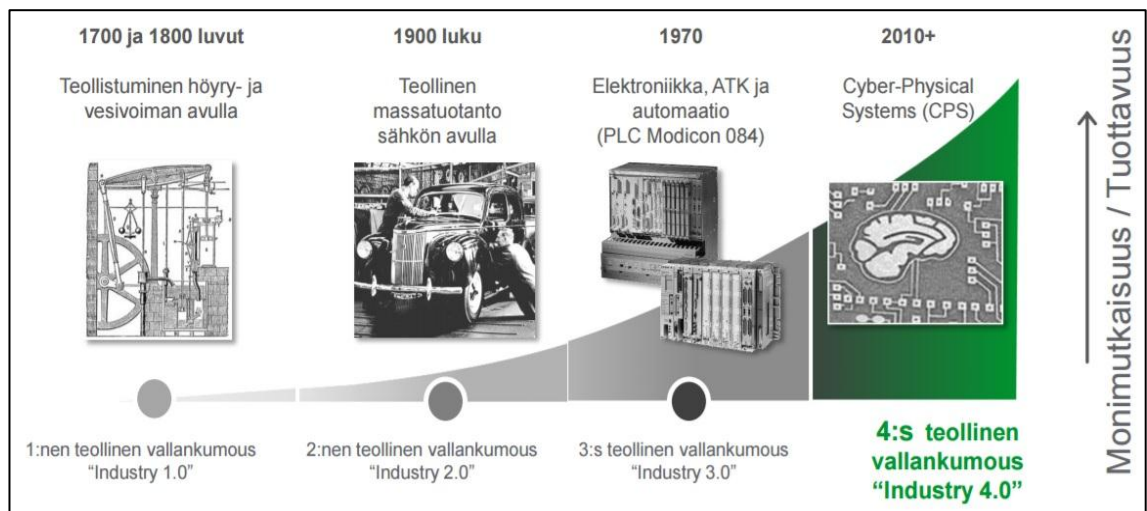 1700 ja 1800 luvut
Teollistuminen höyry- ja
vesivoiman avulla
1900 luku
Teollinen
massatuotanto
sähkön avulla
1970
Elektroniikka, ATK ja
automaatio
(PLC Modicon 084)
2010+
Cyber-Physical
Systems (CPS)
Monimutkaisuus / Tuottavuus
1:nen teollinen vallankumous
“Industry 1.0”
2:nen teollinen vallankumous
“Industry 2.0”
3:s teollinen vallankumous
“Industry 3.0”
4:s teollinen
vallankumous
“Industry 4.0”